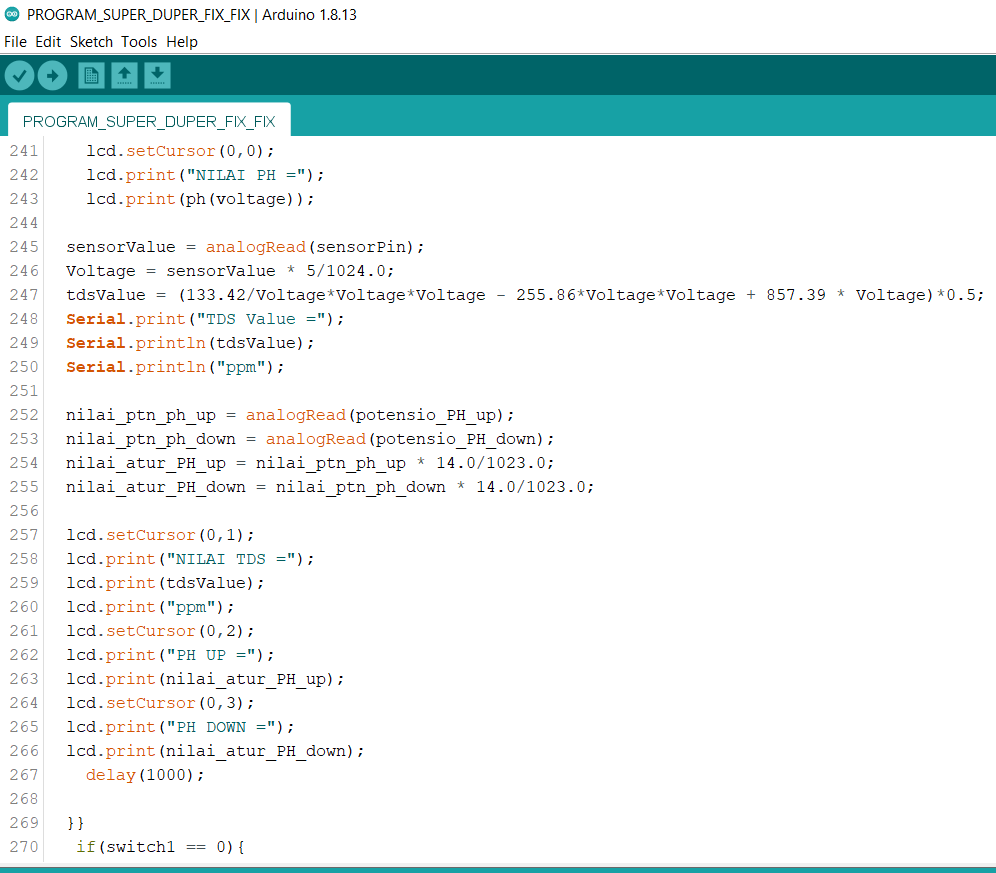 PROGRAM_SUPER_DUPER_FIX_FIX | Arduino 1.8.13
File Edit Sketch Tools Help
PROGRAM_SUPER_DUPER_FIX_FIX
241 lcd.setCursor(0,0);
242 lcd.print("NILAI PH =");
243 lcd.print(ph(voltage));
244
245 sensorValue = analogRead(sensorPin);
246 Voltage = sensorValue * 5/1024.0;
247 tdsValue = (133.42/Voltage*Voltage*Voltage - 255.86*Voltage*Voltage + 857.39 * Voltage)*0.5;
248 Serial.print("TDS Value =");
249 Serial.println(tdsValue);
250 Serial.println("ppm");
251
252 nilai_ptn_ph_up = analogRead(potensio_PH_up);
253 nilai_ptn_ph_down = analogRead(potensio_PH_down);
254 nilai_atur_PH_up = nilai_ptn_ph_up * 14.0/1023.0;
255 nilai_atur_PH_down = nilai_ptn_ph_down * 14.0/1023.0;
256
257 lcd.setCursor(0,1);
258 lcd.print("NILAI TDS =");
259 lcd.print(tdsValue);
260 lcd.print("ppm");
261 lcd.setCursor(0,2);
262 lcd.print("PH UP =");
263 lcd.print(nilai_atur_PH_up);
264 lcd.setCursor(0,3);
265 lcd.print("PH DOWN =");
266 lcd.print(nilai_atur_PH_down);
267 delay(1000);
268
269 }}
270 if(switch1 == 0){